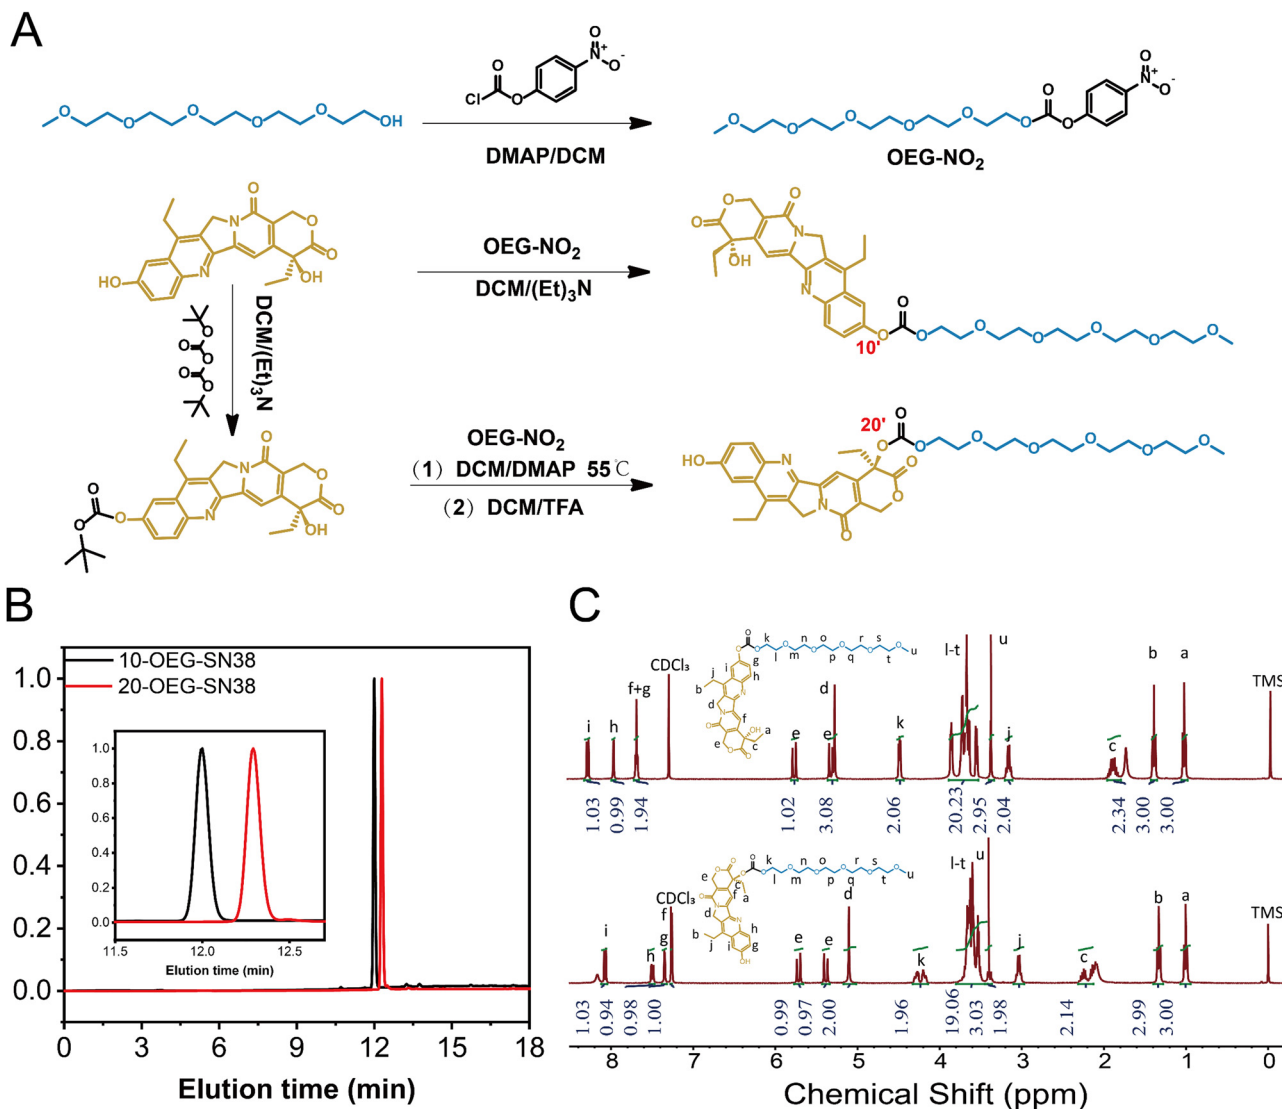 A
O O O O O OH
Cl O O N+ O O-
DMAP/DCM
O O O O O O O O N+ O O-
OEG-NO2
HO N N O O O OH
OEG-NO2
DCM/(Et)3N
O O O N OH N O O O O O O O O
10'
DCM/(Et)3N
O O O O O
O O O N N O O O OH
OEG-NO2
(1) DCM/DMAP 55℃
(2) DCM/TFA
20'
HO N N O O O O O O O O O O O
B
10-OEG-SN38
20-OEG-SN38
1.0
0.8
0.6
0.4
0.2
0.0
1.0
0.8
0.6
0.4
0.2
0.0
11.5 12.0 12.5
Elution time (min)
0 3 6 9 12 15 18
Elution time (min)
C
k n o r s
l m p q t u
i h f+g CDCl3 e e d k l-t u j c b a TMS
1.03 0.99 1.94 1.02 3.08 2.06 20.23 2.95 2.04 2.34 3.00 3.00
k n o r s
l m p q t u
i h g f CDCl3 e e d k l-t u j c b a TMS
1.03 0.94 0.98 1.00 0.99 0.97 2.00 1.96 19.06 3.03 1.98 2.14 2.99 3.00
8 7 6 5 4 3 2 1 0
Chemical Shift (ppm)